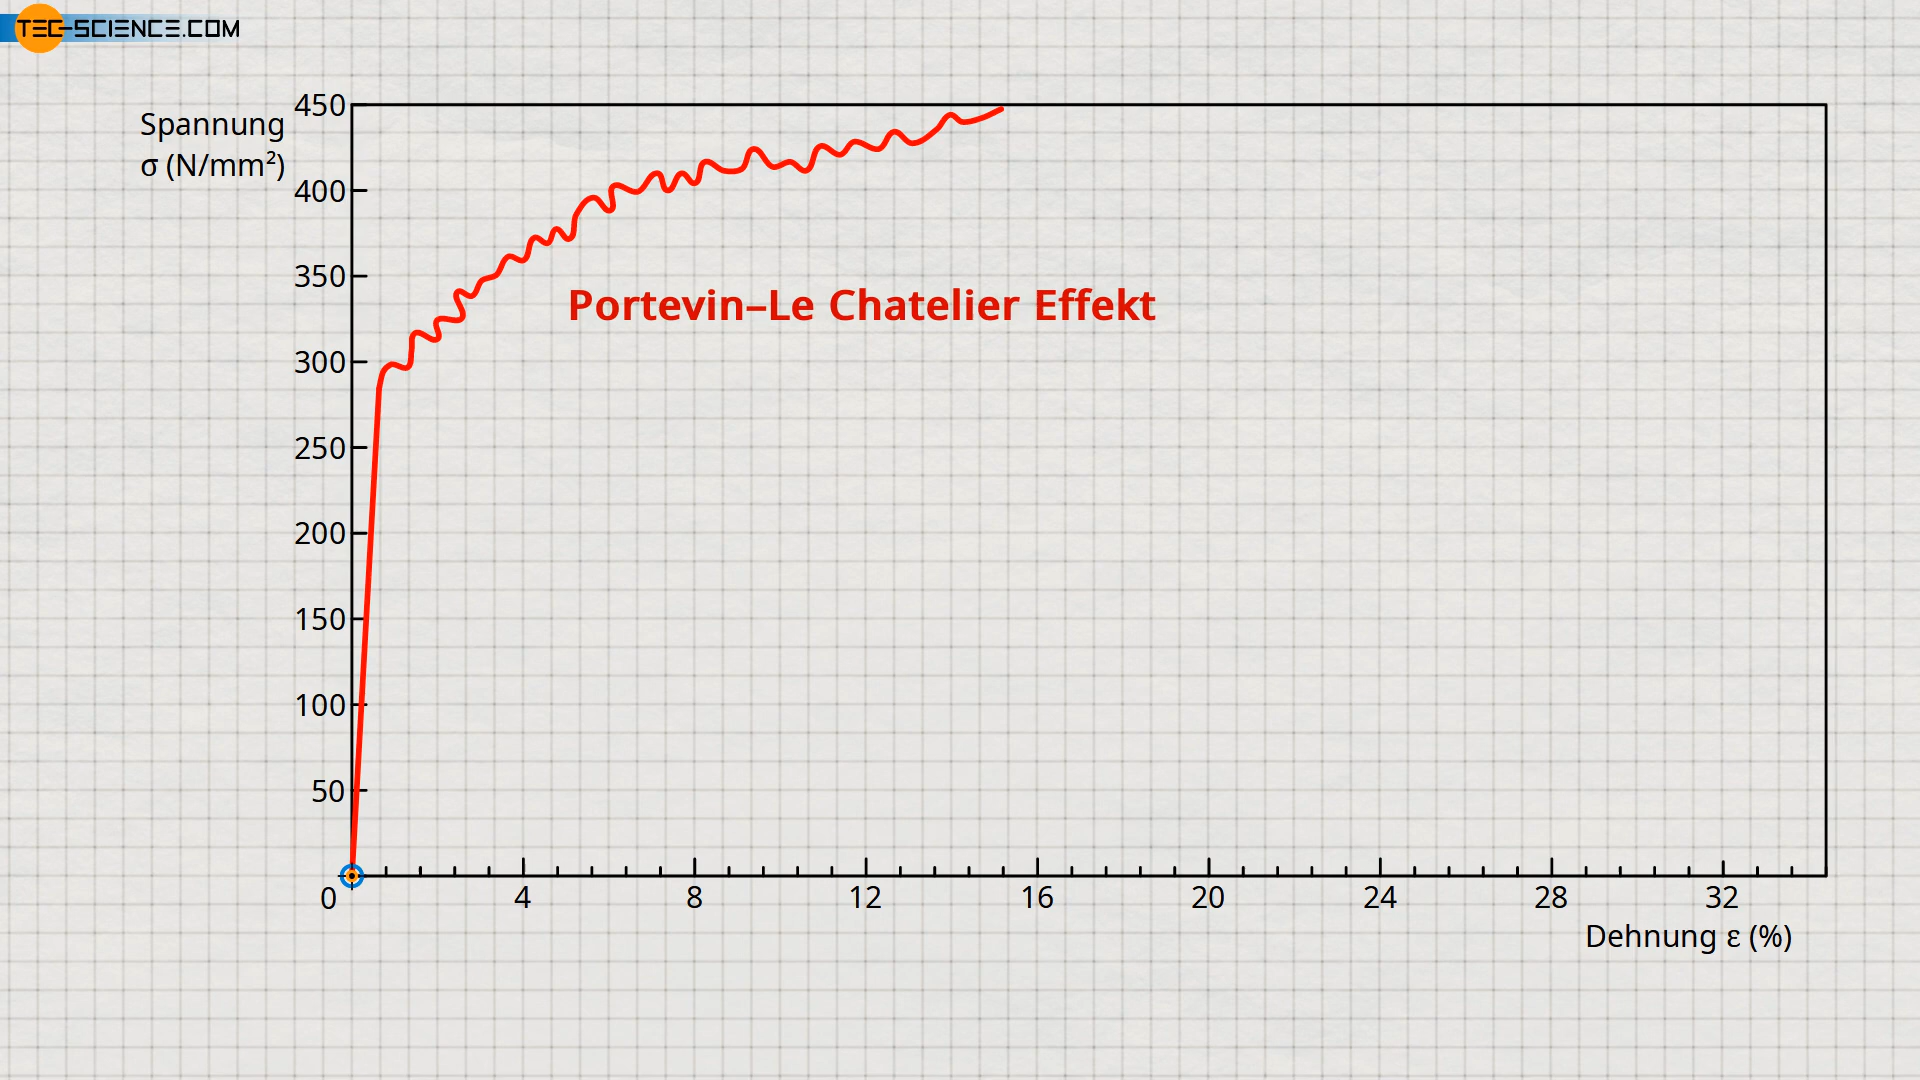 TEC-SCIENCE.COM
Spannung
σ (N/mm²)
450
400
350
300
250
200
150
100
50
Portevin–Le Chatelier Effekt
0 4 8 12 16 20 24 28 32
Dehnung ε (%)